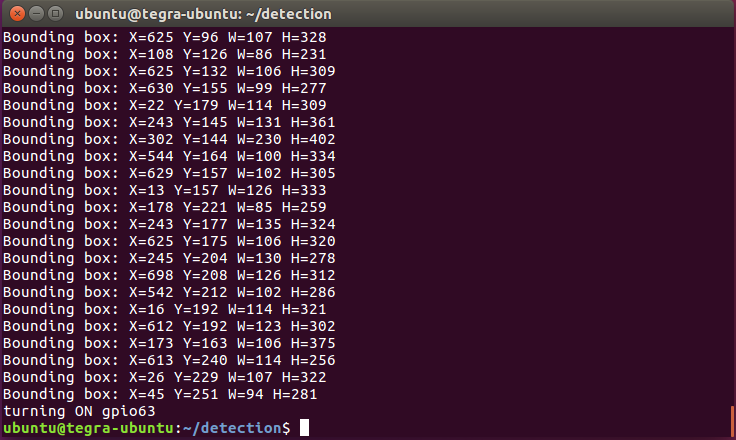 ubuntu@tegra-ubuntu: ~/detection
Bounding box: X=625 Y=96 W=107 H=328
Bounding box: X=108 Y=126 W=86 H=231
Bounding box: X=625 Y=132 W=106 H=309
Bounding box: X=630 Y=155 W=99 H=277
Bounding box: X=22 Y=179 W=114 H=309
Bounding box: X=243 Y=145 W=131 H=361
Bounding box: X=302 Y=144 W=230 H=402
Bounding box: X=544 Y=164 W=100 H=334
Bounding box: X=629 Y=157 W=102 H=305
Bounding box: X=13 Y=157 W=126 H=333
Bounding box: X=178 Y=221 W=85 H=259
Bounding box: X=243 Y=177 W=135 H=324
Bounding box: X=625 Y=175 W=106 H=320
Bounding box: X=245 Y=204 W=130 H=278
Bounding box: X=698 Y=208 W=126 H=312
Bounding box: X=542 Y=212 W=102 H=286
Bounding box: X=16 Y=192 W=114 H=321
Bounding box: X=612 Y=192 W=123 H=302
Bounding box: X=173 Y=163 W=106 H=375
Bounding box: X=613 Y=240 W=114 H=256
Bounding box: X=26 Y=229 W=107 H=322
Bounding box: X=45 Y=251 W=94 H=281
turning ON gpio63
ubuntu@tegra-ubuntu:~/detection$